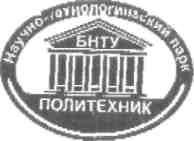 Научно-технологический парк
БНТУ
ПОЛИТЕХНИК